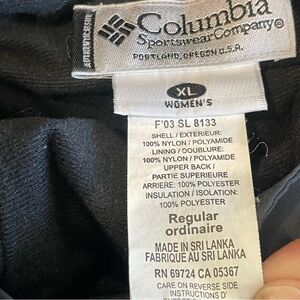 Columbia
Sportswear Company®
PORTLAND, OREGON U.S.A.
XL
WOMEN'S
F'03 SL 8133
SHELL / EXTERIEUR:
100% NYLON / POLYAMIDE
LINING / DOUBLURE:
100% NYLON / POLYAMIDE
UPPER BACK /
PARTIE SUPERIEURE
ARRIERE: 100% POLYESTER
INSULATION / ISOLATION:
100% POLYESTER
Regular
ordinaire
MADE IN SRI LANKA
FABRIQUE AU SRI LANKA
RN 69724 CA 05367
CARE ON REVERSE SIDE
INSTRUCTIONS D